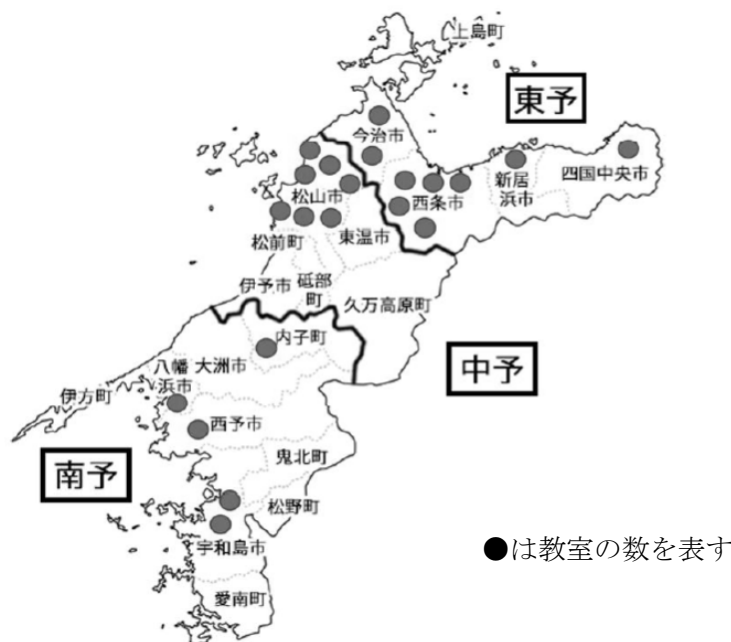 上島町
東予
今治市
四国中央市
新居
浜市
西条市
松山市
東温市
松前町
伊予市
砥部
町
久万高原町
中予
内子町
八幡
浜市
大洲市
伊方町
西予市
南予
鬼北町
松野町
宇和島市
●は教室の数を表す
愛南町